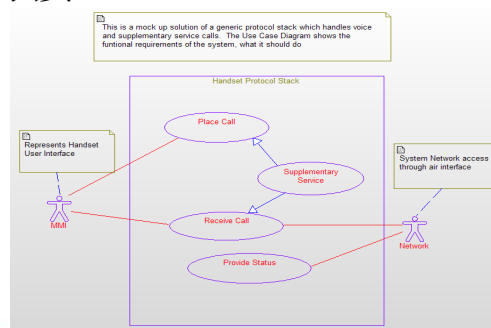 This is a mock up solution of a generic protocol stack which handles voice
and supplementary service calls. The Use Case Diagram shows the
funtional requirements of the system, what it should do
Handset Protocol Stack
Place Call
Represents Handset
User Interface
System Network access
through air interface
Supplementary
Service
MMI
Receive Call
Network
Provide Status